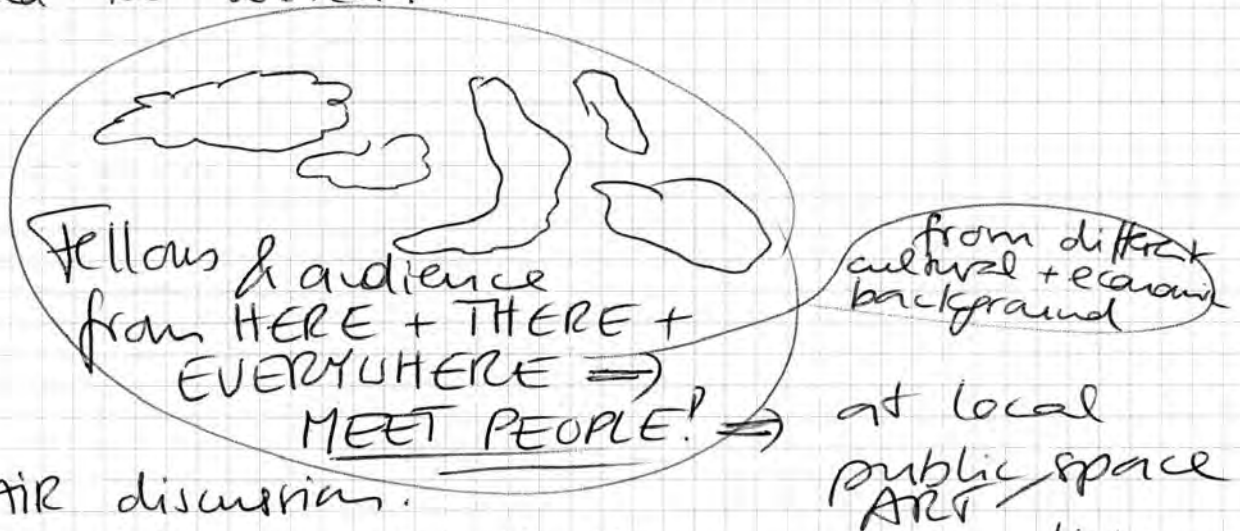 Fellows & audience
from HERE + THERE +
EVERYWHERE ⇒
MEET PEOPLE! ⇒
from different
cultural + economic
background
at local
public space
ART /
AiR discussion.